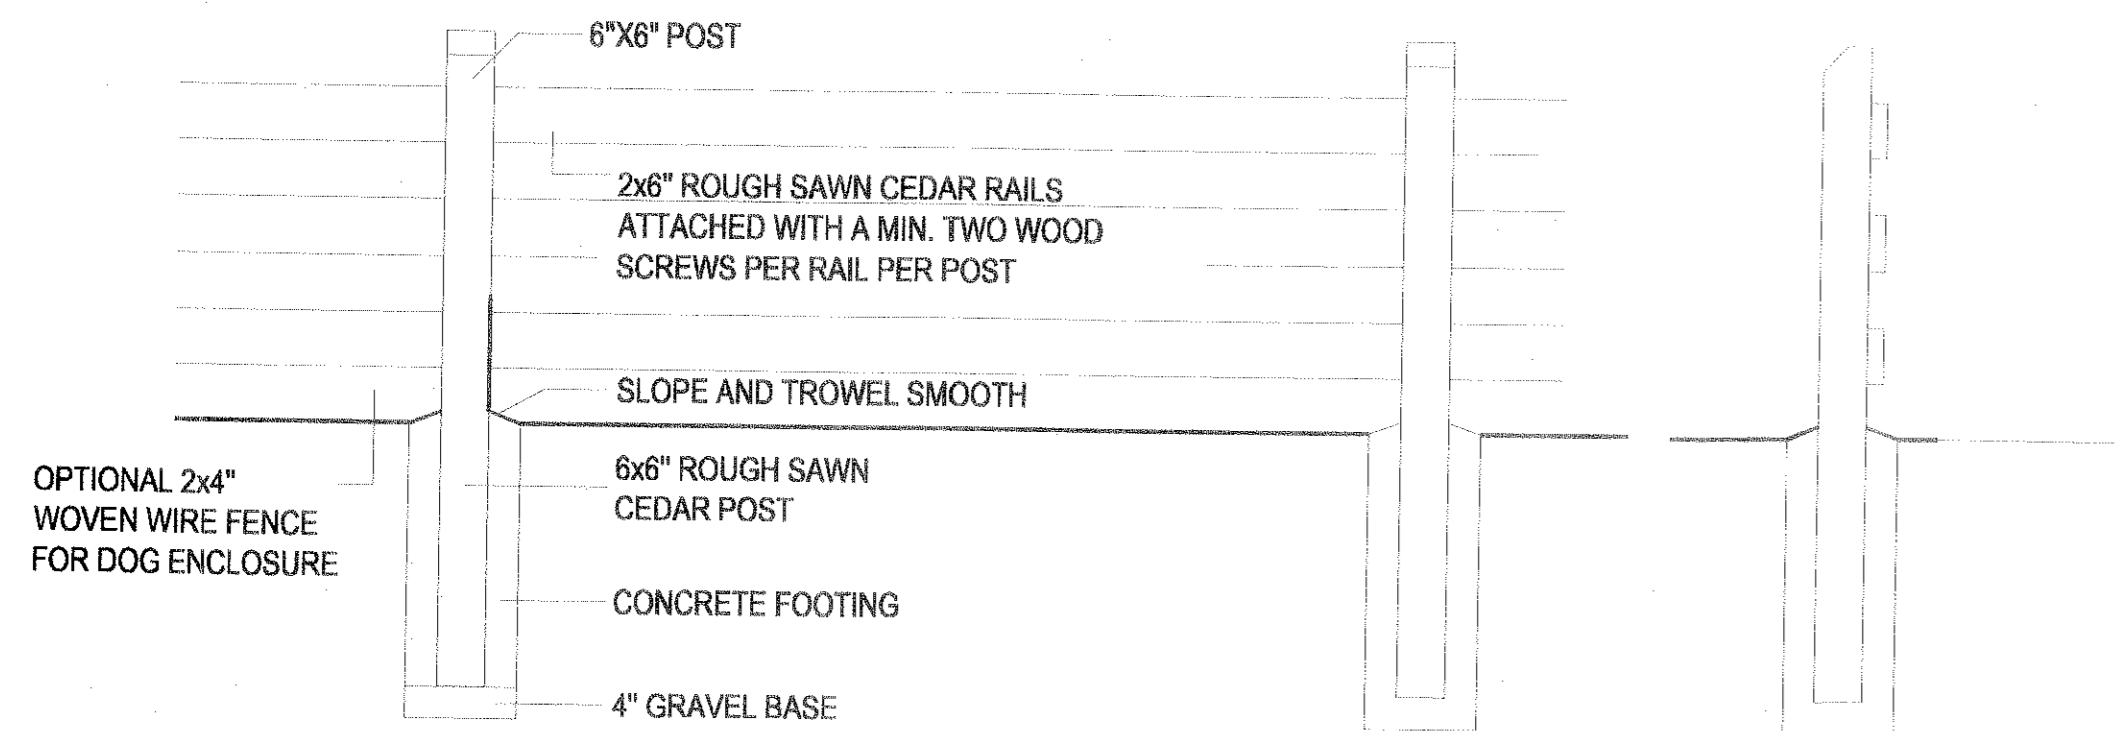 6"X6" POST
2x6" ROUGH SAWN CEDAR RAILS
ATTACHED WITH A MIN. TWO WOOD
SCREWS PER RAIL PER POST
SLOPE AND TROWEL SMOOTH
OPTIONAL 2x4"
WOVEN WIRE FENCE
FOR DOG ENCLOSURE
6x6" ROUGH SAWN
CEDAR POST
CONCRETE FOOTING
4" GRAVEL BASE